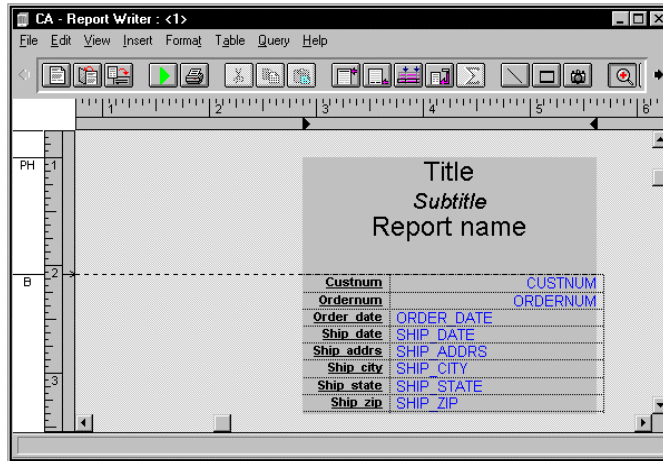 CA - Report Writer : <1>
File Edit View Insert Format Table Query Help
1 2 3 4 5 6
PH 1
Title
Subtitle
Report name
2
B
Custnum CUSTNUM
Ordernum ORDERNUM
Order date ORDER_DATE
Ship date SHIP_DATE
Ship addrs SHIP_ADDRS
Ship city SHIP_CITY
3
Ship state SHIP_STATE
Ship zip SHIP_ZIP